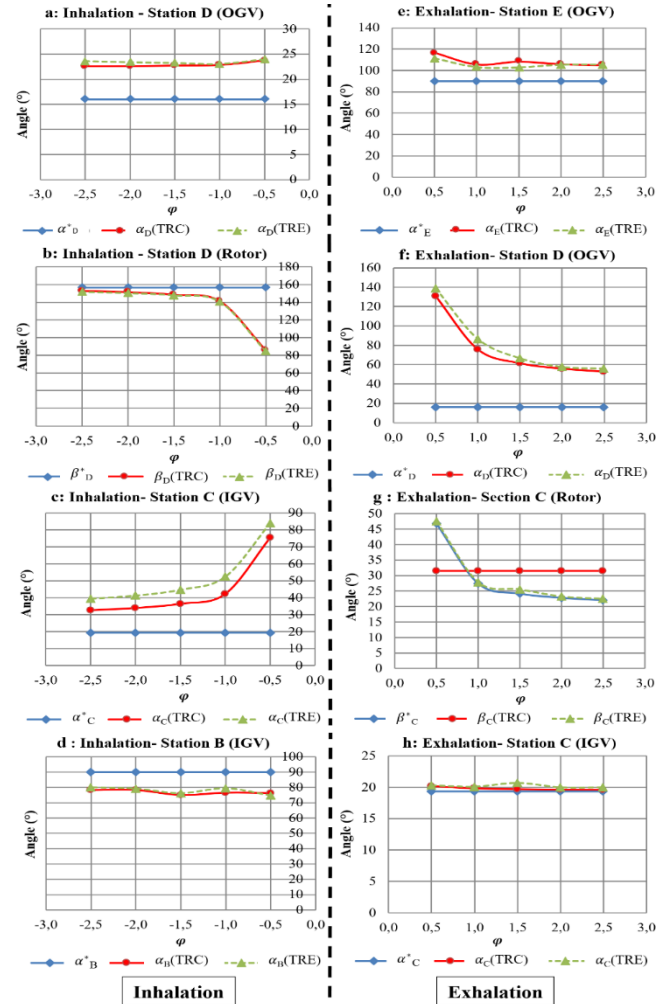 a: Inhalation - Station D (OGV)
30
25
20
15
10
5
0
Angle (°)
-3,0 -2,5 -2,0 -1,5 -1,0 -0,5 0,0
φ
α*D αD(TRC) αD(TRE)
b: Inhalation - Station D (Rotor)
180
160
140
120
100
80
60
40
20
0
Angle (°)
-3,0 -2,5 -2,0 -1,5 -1,0 -0,5 0,0
φ
β*D βD(TRC) βD(TRE)
c: Inhalation- Station C (IGV)
90
80
70
60
50
40
30
20
10
0
Angle (°)
-3,0 -2,5 -2,0 -1,5 -1,0 -0,5 0,0
φ
α*C αC(TRC) αC(TRE)
d : Inhalation- Station B (IGV)
100
90
80
70
60
50
40
30
20
10
0
Angle (°)
-3,0 -2,5 -2,0 -1,5 -1,0 -0,5 0,0
φ
α*B αB(TRC) αB(TRE)
Inhalation
e: Exhalation- Station E (OGV)
140
120
100
80
60
40
20
0
Angle (°)
0,0 0,5 1,0 1,5 2,0 2,5 3,0
φ
α*E αE(TRC) αE(TRE)
f: Exhalation- Station D (OGV)
160
140
120
100
80
60
40
20
0
Angle (°)
0,0 0,5 1,0 1,5 2,0 2,5 3,0
φ
α*D αD(TRC) αD(TRE)
g : Exhalation- Section C (Rotor)
50
45
40
35
30
25
20
15
10
5
0
Angle (°)
0,0 0,5 1,0 1,5 2,0 2,5 3,0
φ
β*C βC(TRC) βC(TRE)
h: Exhalation- Station C (IGV)
25
20
15
10
5
0
Angle (°)
0,0 0,5 1,0 1,5 2,0 2,5 3,0
φ
α*C αC(TRC) αC(TRE)
Exhalation